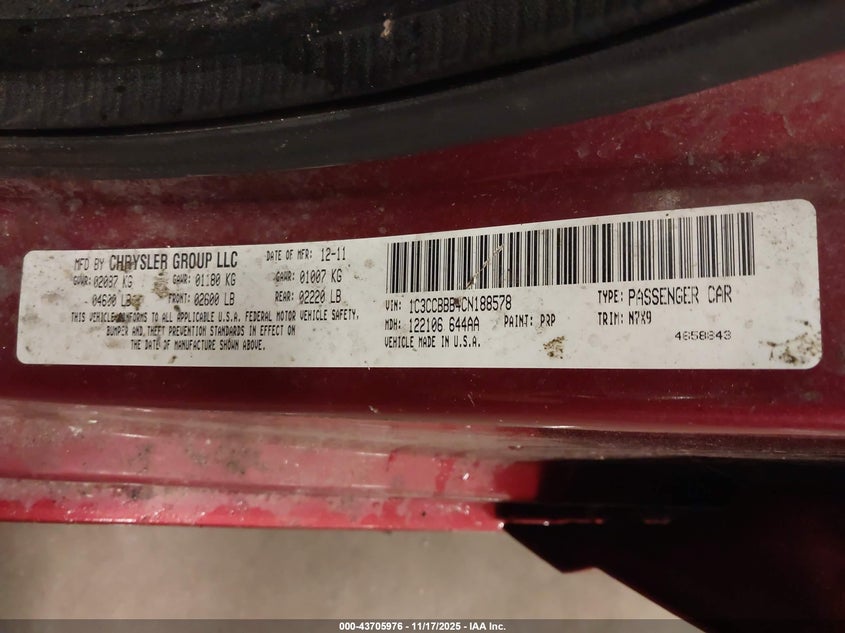 MFD BY CHRYSLER GROUP LLC DATE OF MFR: 12-11
GVWR: 02087 KG GAWR: 01180 KG GAWR: 01007 KG
04600 LB FRONT: 02600 LB REAR: 02220 LB
THIS VEHICLE CONFORMS TO ALL APPLICABLE U.S.A. FEDERAL MOTOR VEHICLE SAFETY,
BUMPER AND THEFT PREVENTION STANDARDS IN EFFECT ON
THE DATE OF MANUFACTURE SHOWN ABOVE.
VIN: 1C3CCBBB4CN188578 TYPE: PASSENGER CAR
MDH: 122106 644AA PAINT: PRP TRIM: N7X9
VEHICLE MADE IN U.S.A. 4658843
000-43705976 - 11/17/2025 - IAA Inc.